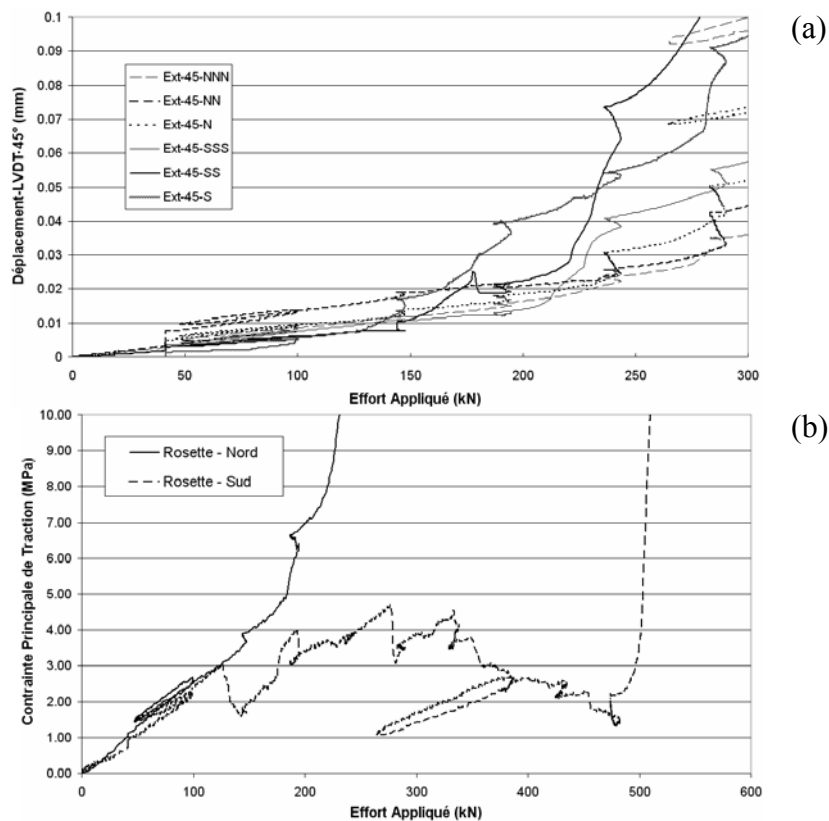 (a)
Déplacement-LVDT-45° (mm)
0.1
0.09
0.08
0.07
0.06
0.05
0.04
0.03
0.02
0.01
0
Ext-45-NNN
Ext-45-NN
Ext-45-N
Ext-45-SSS
Ext-45-SS
Ext-45-S
0 50 100 150 200 250 300
Effort Appliqué (kN)
(b)
Contrainte Principale de Traction (MPa)
10.00
9.00
8.00
7.00
6.00
5.00
4.00
3.00
2.00
1.00
0.00
Rosette - Nord
Rosette - Sud
0 100 200 300 400 500 600
Effort Appliqué (kN)